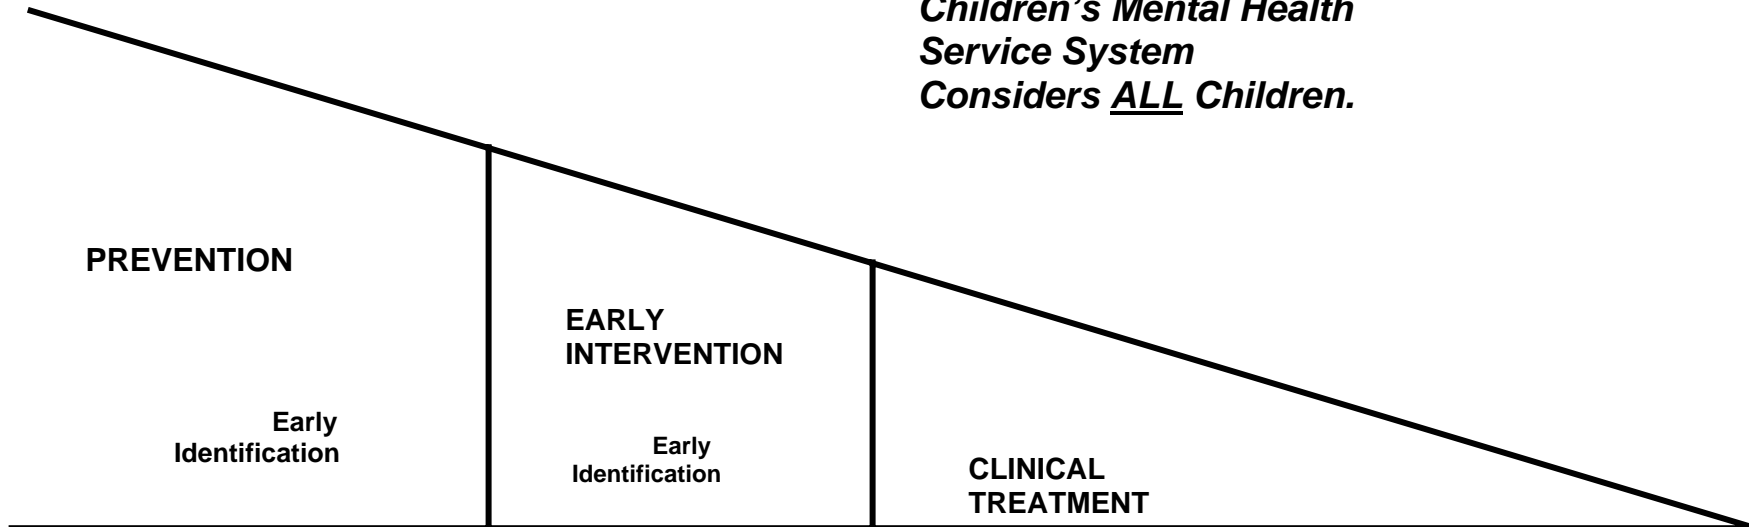 Children's Mental Health
Service System
Considers ALL Children.
PREVENTION
EARLY
INTERVENTION
Early
Identification
Early
Identification
CLINICAL
TREATMENT